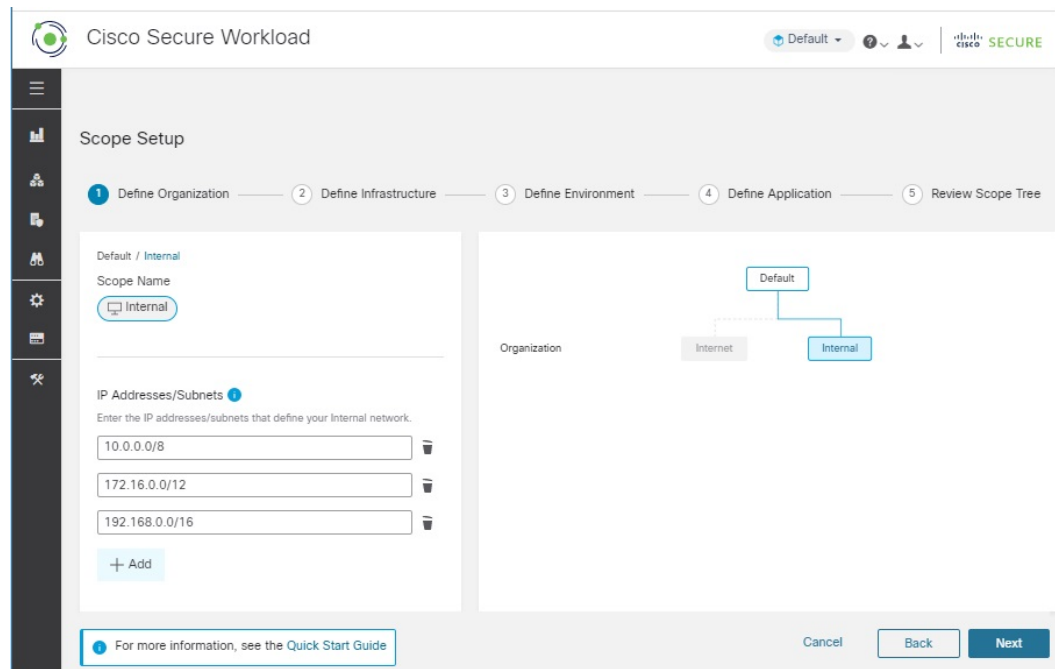 Cisco Secure Workload
Default
cisco SECURE
Scope Setup
1 Define Organization
2 Define Infrastructure
3 Define Environment
4 Define Application
5 Review Scope Tree
Default / Internal
Scope Name
Internal
IP Addresses/Subnets
Enter the IP addresses/subnets that define your Internal network.
10.0.0.0/8
172.16.0.0/12
192.168.0.0/16
+ Add
Default
Organization
Internet
Internal
For more information, see the Quick Start Guide
Cancel
Back
Next